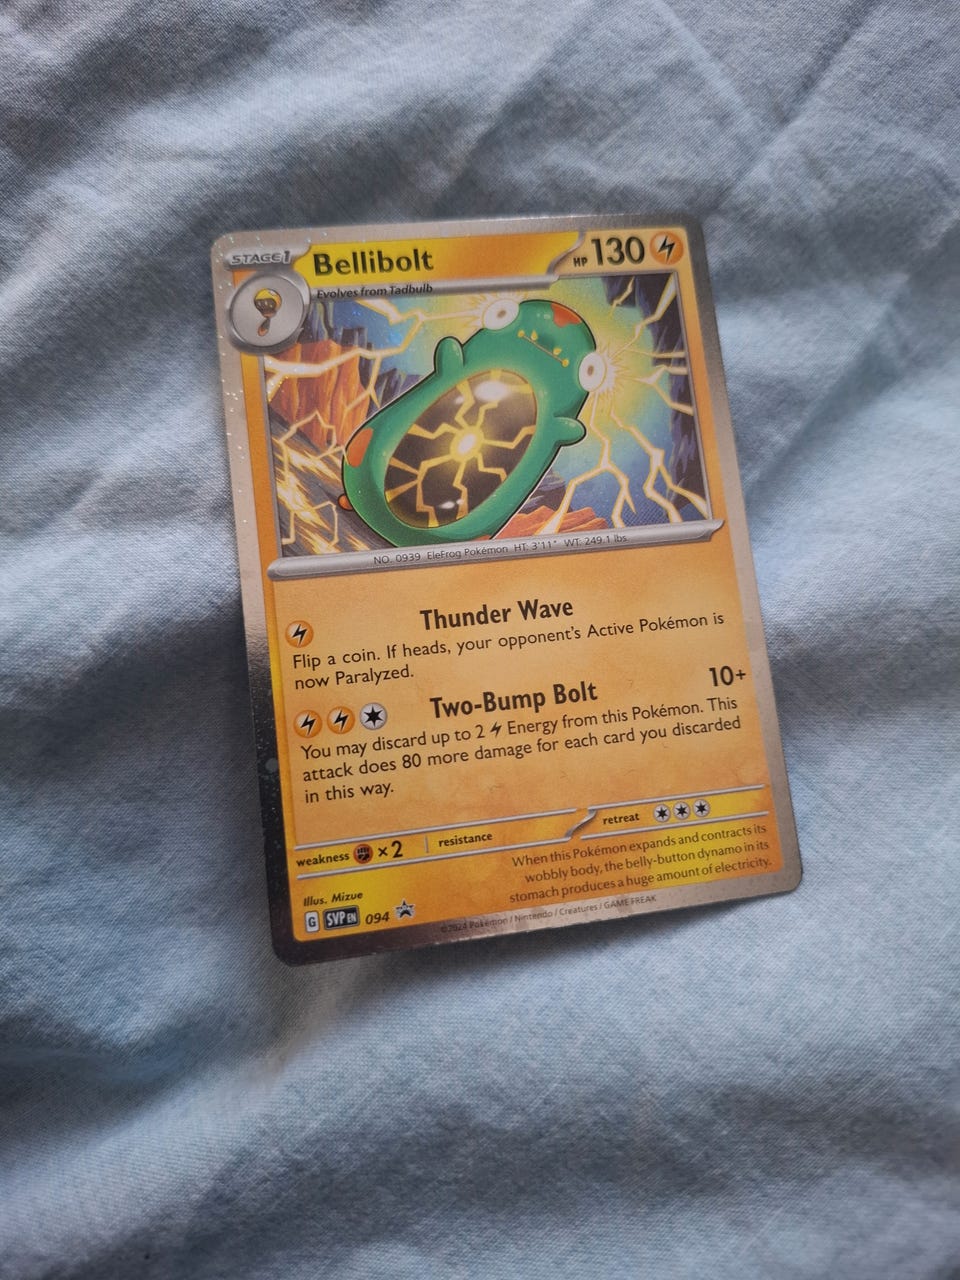 STAGE1
Bellibolt
HP 130
Evolves from Tadbulb
NO. 0939 EleFrog Pokémon HT: 3'11" WT: 249.1 lbs.
Thunder Wave
Flip a coin. If heads, your opponent's Active Pokémon is
now Paralyzed.
Two-Bump Bolt 10+
You may discard up to 2 Energy from this Pokémon. This
attack does 80 more damage for each card you discarded
in this way.
weakness ×2 resistance retreat
When this Pokémon expands and contracts its
wobbly body, the belly-button dynamo in its
stomach produces a huge amount of electricity.
Illus. Mizue
G SVP EN 094
©2024 Pokémon / Nintendo / Creatures / GAME FREAK